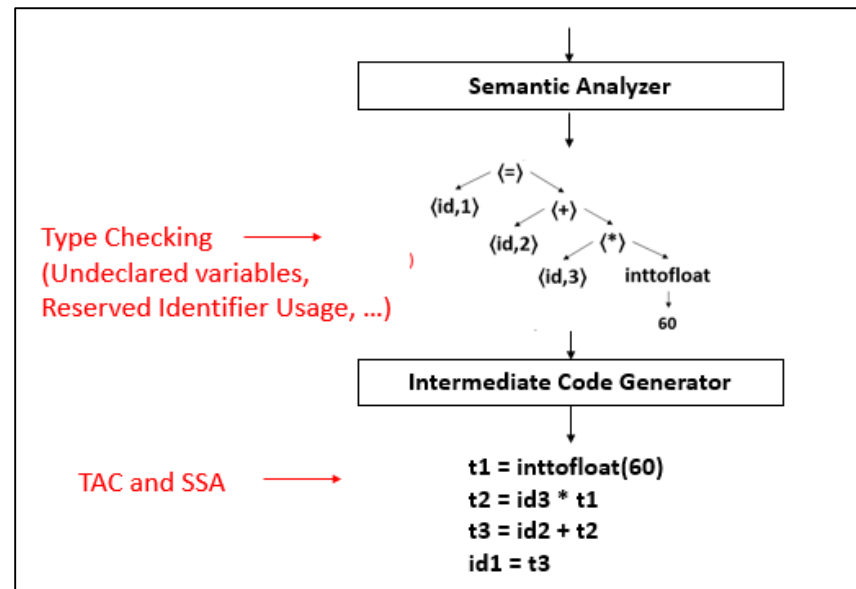 Semantic Analyzer
⟨=⟩
⟨id,1⟩ ⟨+⟩
⟨id,2⟩ ⟨*⟩
⟨id,3⟩ inttofloat
60
Type Checking
(Undeclared variables,
Reserved Identifier Usage, ...)
)
Intermediate Code Generator
TAC and SSA
t1 = inttofloat(60)
t2 = id3 * t1
t3 = id2 + t2
id1 = t3